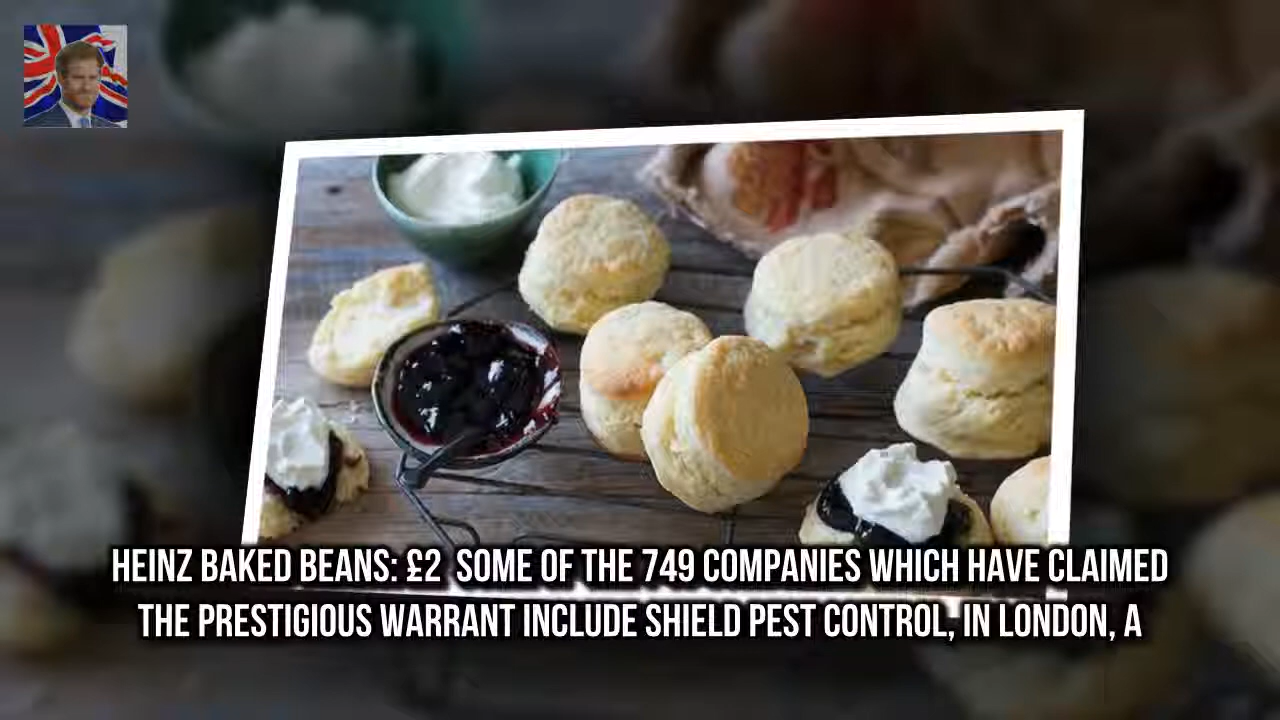 HEINZ BAKED BEANS: £2 SOME OF THE 749 COMPANIES WHICH HAVE CLAIMED
THE PRESTIGIOUS WARRANT INCLUDE SHIELD PEST CONTROL, IN LONDON, A